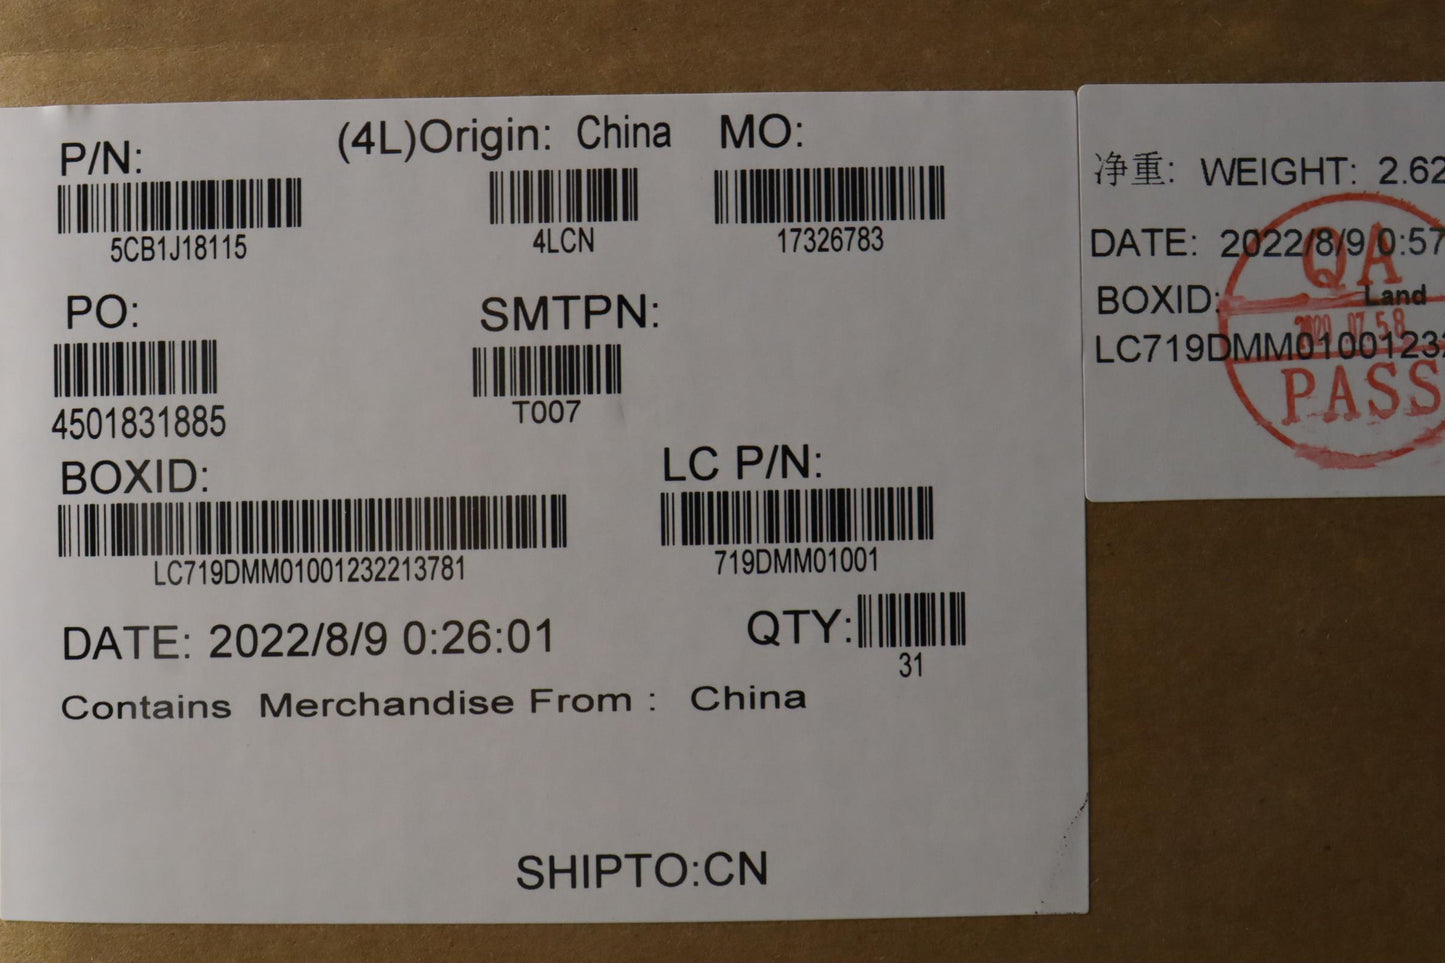 P/N:
(4L)Origin: China
MO:
5CB1J18115
4LCN
17326783
PO:
SMTPN:
4501831885
T007
BOXID:
LC P/N:
LC719DMM01001232213781
719DMM01001
DATE: 2022/8/9 0:26:01
QTY:
31
Contains Merchandise From : China
SHIPTO:CN
净重: WEIGHT: 2.62
DATE: 2022/8/9 0:57
BOXID:
Land
LC719DMM01001232
QA
PASS